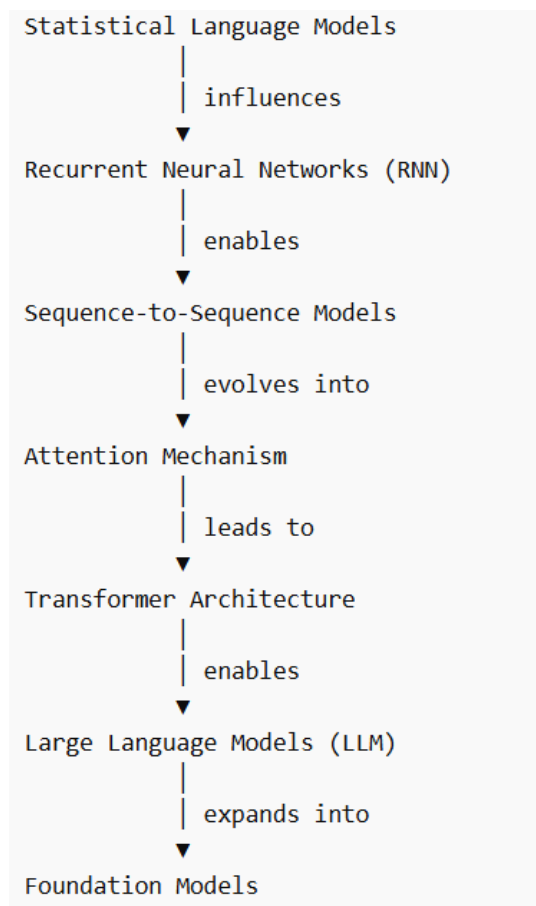 Statistical Language Models
influences
Recurrent Neural Networks (RNN)
enables
Sequence-to-Sequence Models
evolves into
Attention Mechanism
leads to
Transformer Architecture
enables
Large Language Models (LLM)
expands into
Foundation Models